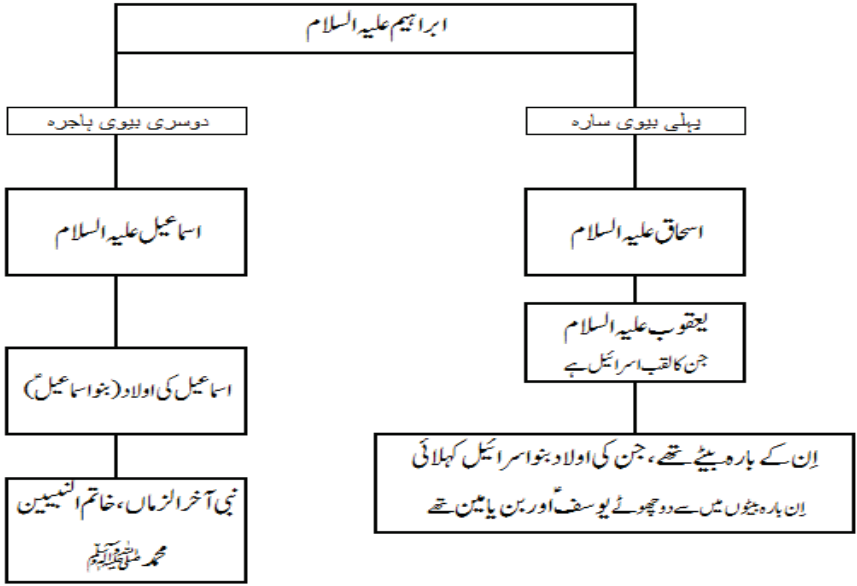 ابراہیم علیہ السلام
پہلی بیوی سارہ
اسحاق علیہ السلام
یعقوب علیہ السلام
جن کا لقب اسرائیل ہے
اِن کے بارہ بیٹے تھے، جن کی اولاد بنو اسرائیل کہلائی
اِن بارہ بیٹوں میں سے دو چھوٹے یوسفؑ اور بن یامین تھے
دوسری بیوی ہاجرہ
اسماعیل علیہ السلام
اسماعیل کی اولاد (بنو اسماعیلؑ)
نبی آخر الزماں، خاتم النبیین
محمد ﷺ